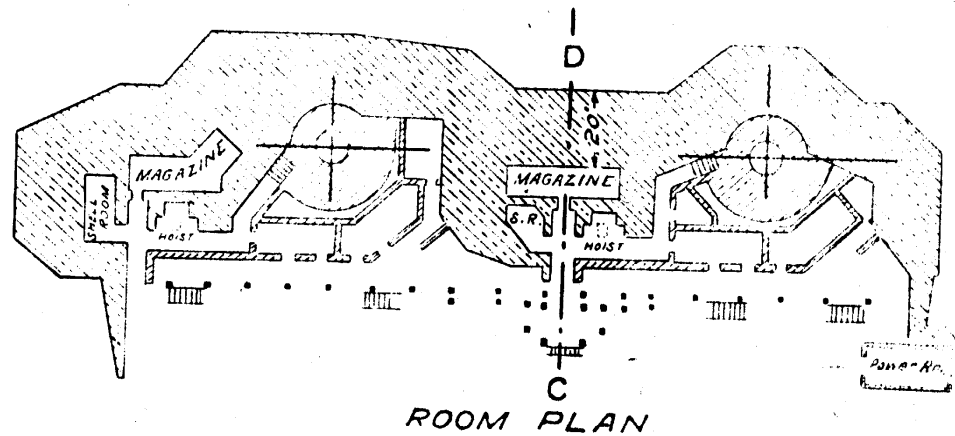 D
20'
MAGAZINE
SHELL ROOM
HOIST
MAGAZINE
S.R
HOIST
Power Rm.
C
ROOM PLAN